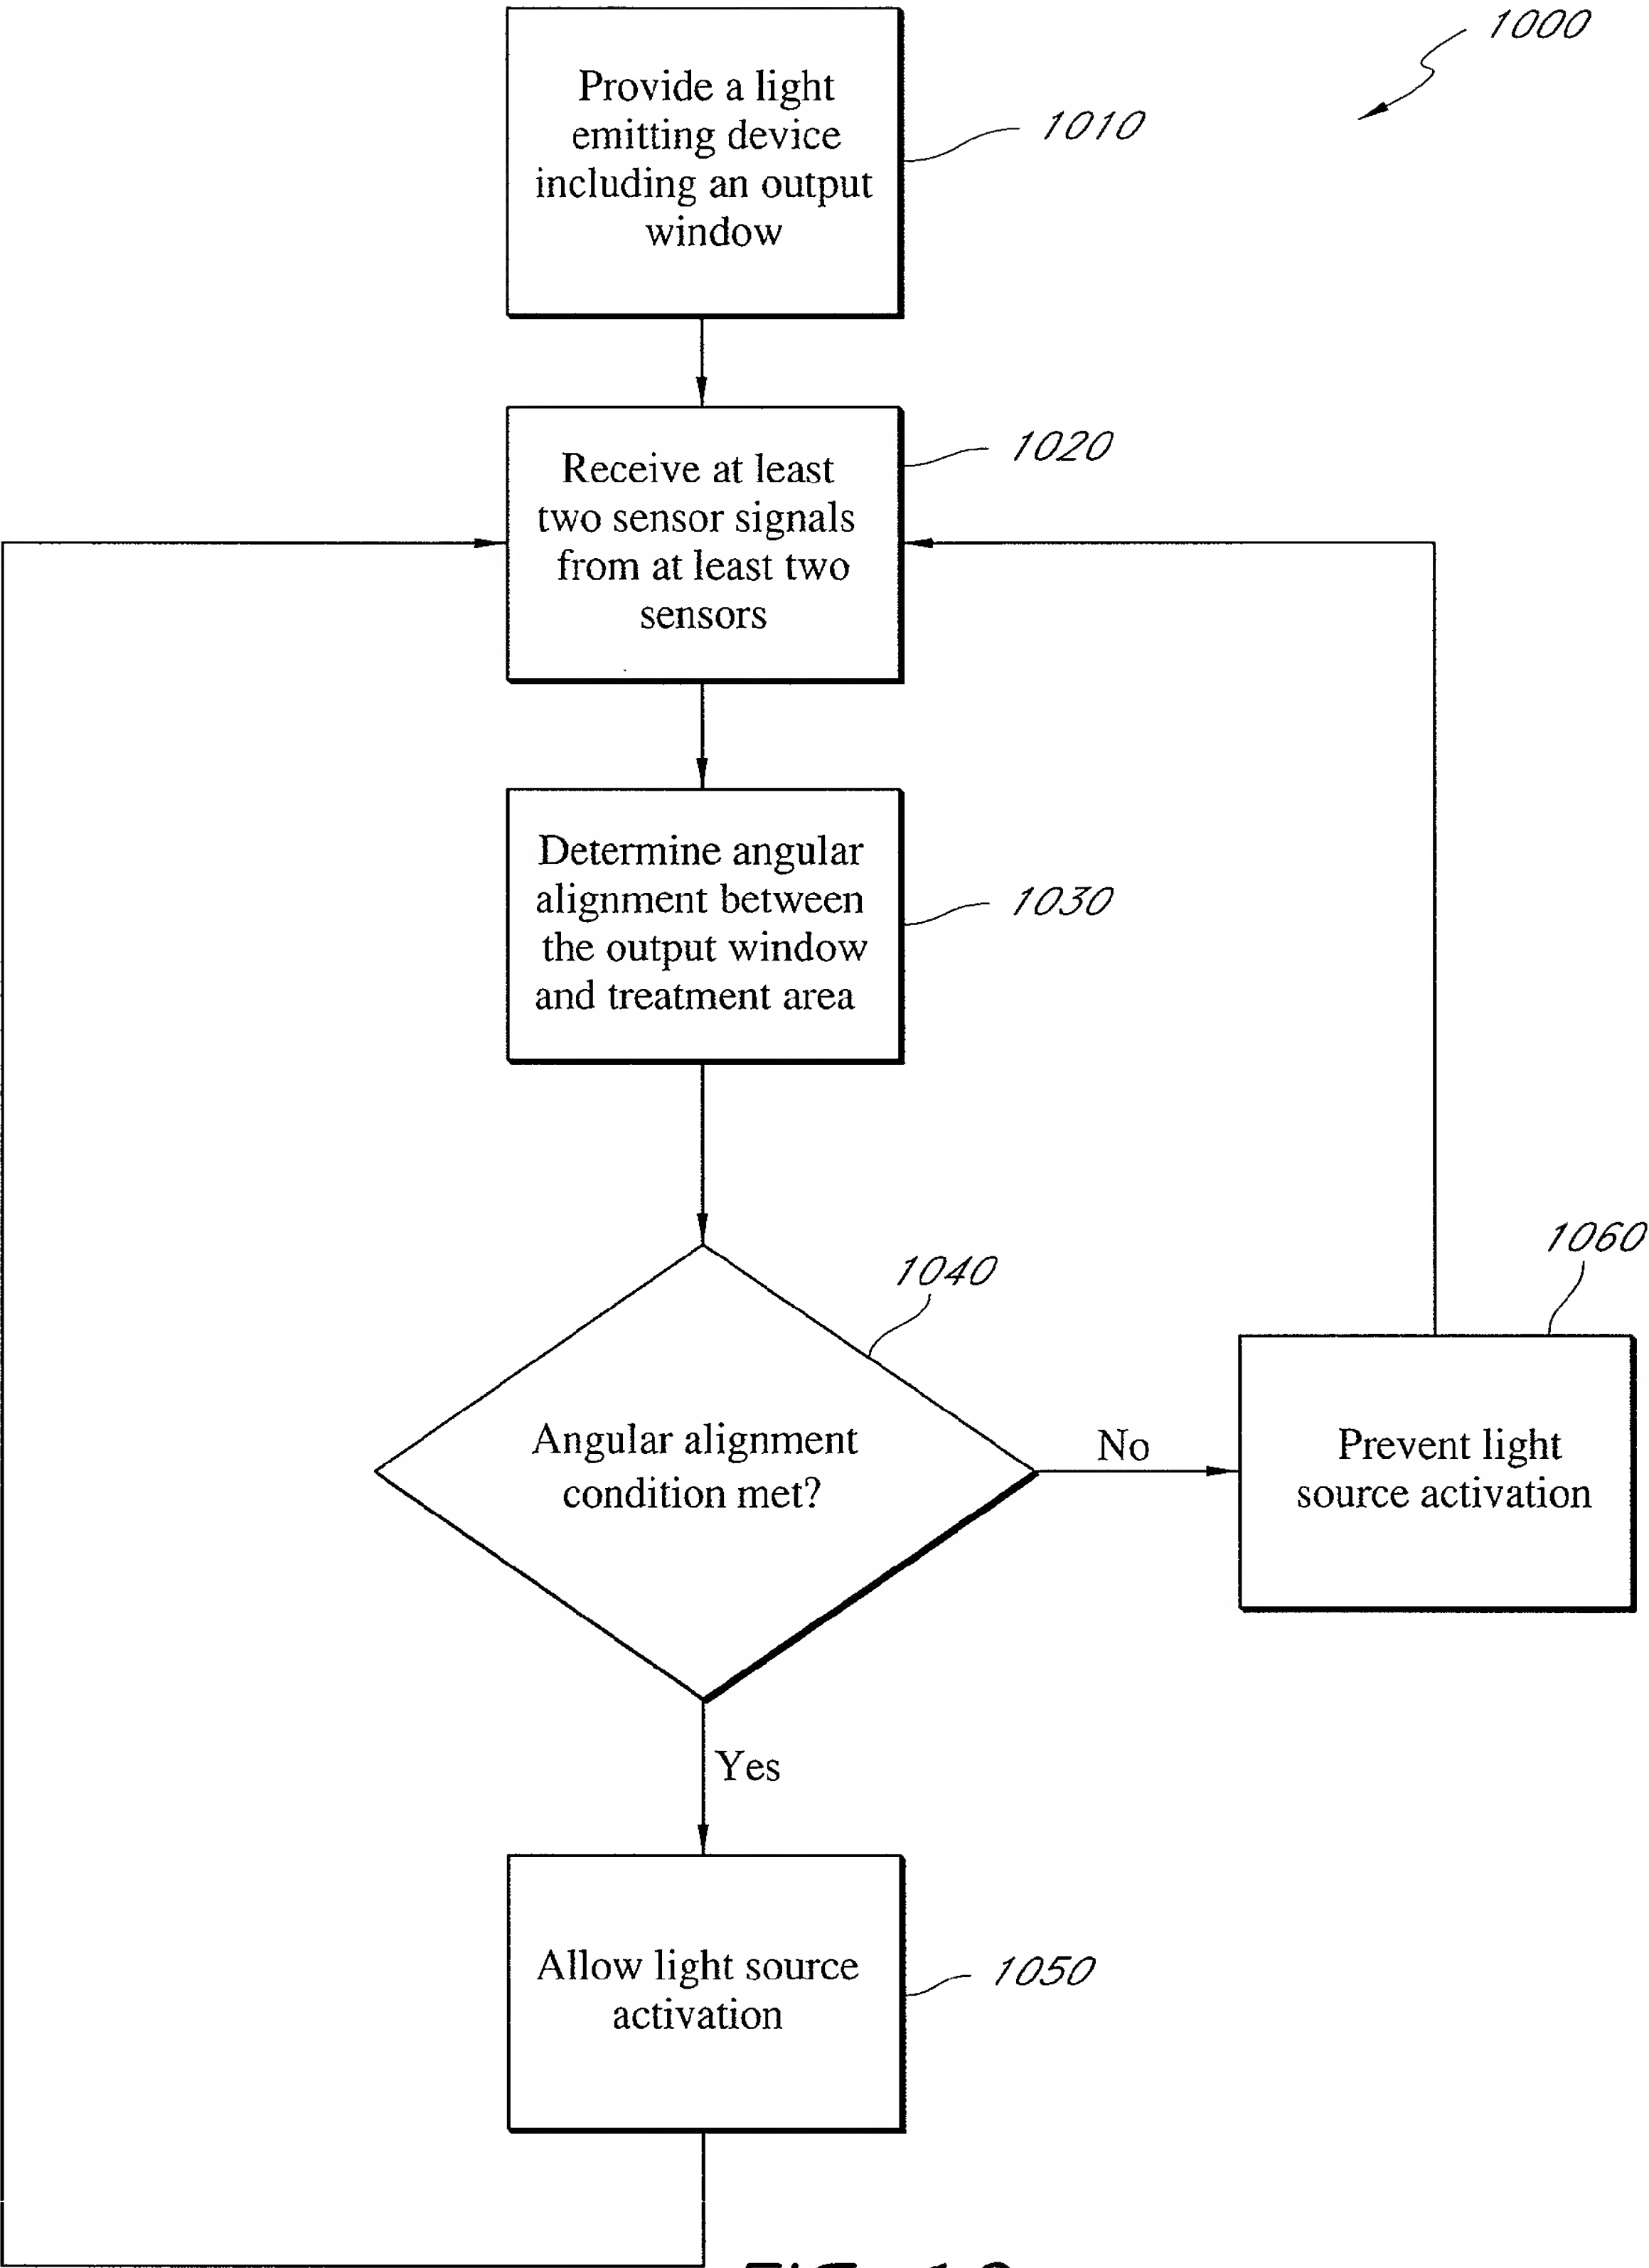 1000
Provide a light
emitting device
including an output
window
1010
Receive at least
two sensor signals
from at least two
sensors
1020
Determine angular
alignment between
the output window
and treatment area
1030
1040
Angular alignment
condition met?
No
1060
Prevent light
source activation
Yes
Allow light source
activation
1050